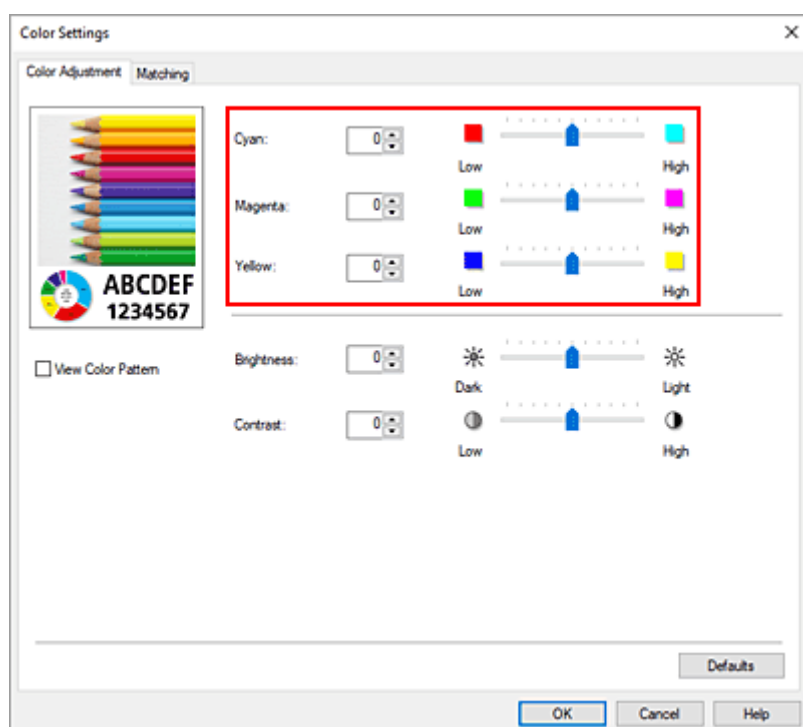 Color Settings
Color Adjustment Matching
Cyan: 0
Low High
Magenta: 0
Low High
Yellow: 0
Low High
ABCDEF
1234567
View Color Pattern
Brightness: 0
Dark Light
Contrast: 0
Low High
Defaults
OK Cancel Help